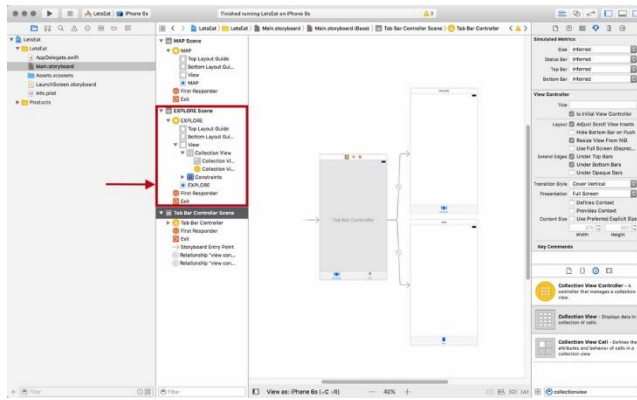 LetsEat
iPhone 6s
Finished running LetsEat on iPhone 6s
1
LetsEat
LetsEat
AppDelegate.swift
Main.storyboard
Assets.xcassets
LaunchScreen.storyboard
Info.plist
Products
Filter
LetsEat
LetsEat
Main.storyboard
Main.storyboard (Base)
Tab Bar Controller Scene
Tab Bar Controller
MAP Scene
MAP
Top Layout Guide
Bottom Layout Gui...
View
MAP
First Responder
Exit
EXPLORE Scene
EXPLORE
Top Layout Guide
Bottom Layout Gui...
View
Collection View
Collection Vi...
Collection Vi...
Constraints
EXPLORE
First Responder
Exit
Tab Bar Controller Scene
Tab Bar Controller
First Responder
Exit
Storyboard Entry Point
Relationship "view con...
Relationship "view con...
Filter
Tab Bar Controller
View as: iPhone 6s (wC hR)
40%
Simulated Metrics
Size Inferred
Status Bar Inferred
Top Bar Inferred
Bottom Bar Inferred
View Controller
Title
Is Initial View Controller
Layout Adjust Scroll View Insets
Hide Bottom Bar on Push
Resize View From NIB
Use Full Screen (Deprec...
Extend Edges Under Top Bars
Under Bottom Bars
Under Opaque Bars
Transition Style Cover Vertical
Presentation Full Screen
Defines Context
Provides Context
Content Size Use Preferred Explicit Size
Width Height
Key Commands
Collection View Controller - A
controller that manages a collection
view.
Collection View - Displays data in
collection of cells.
Collection View Cell - Defines the
attributes and behavior of cells in a
collection view
collectionview